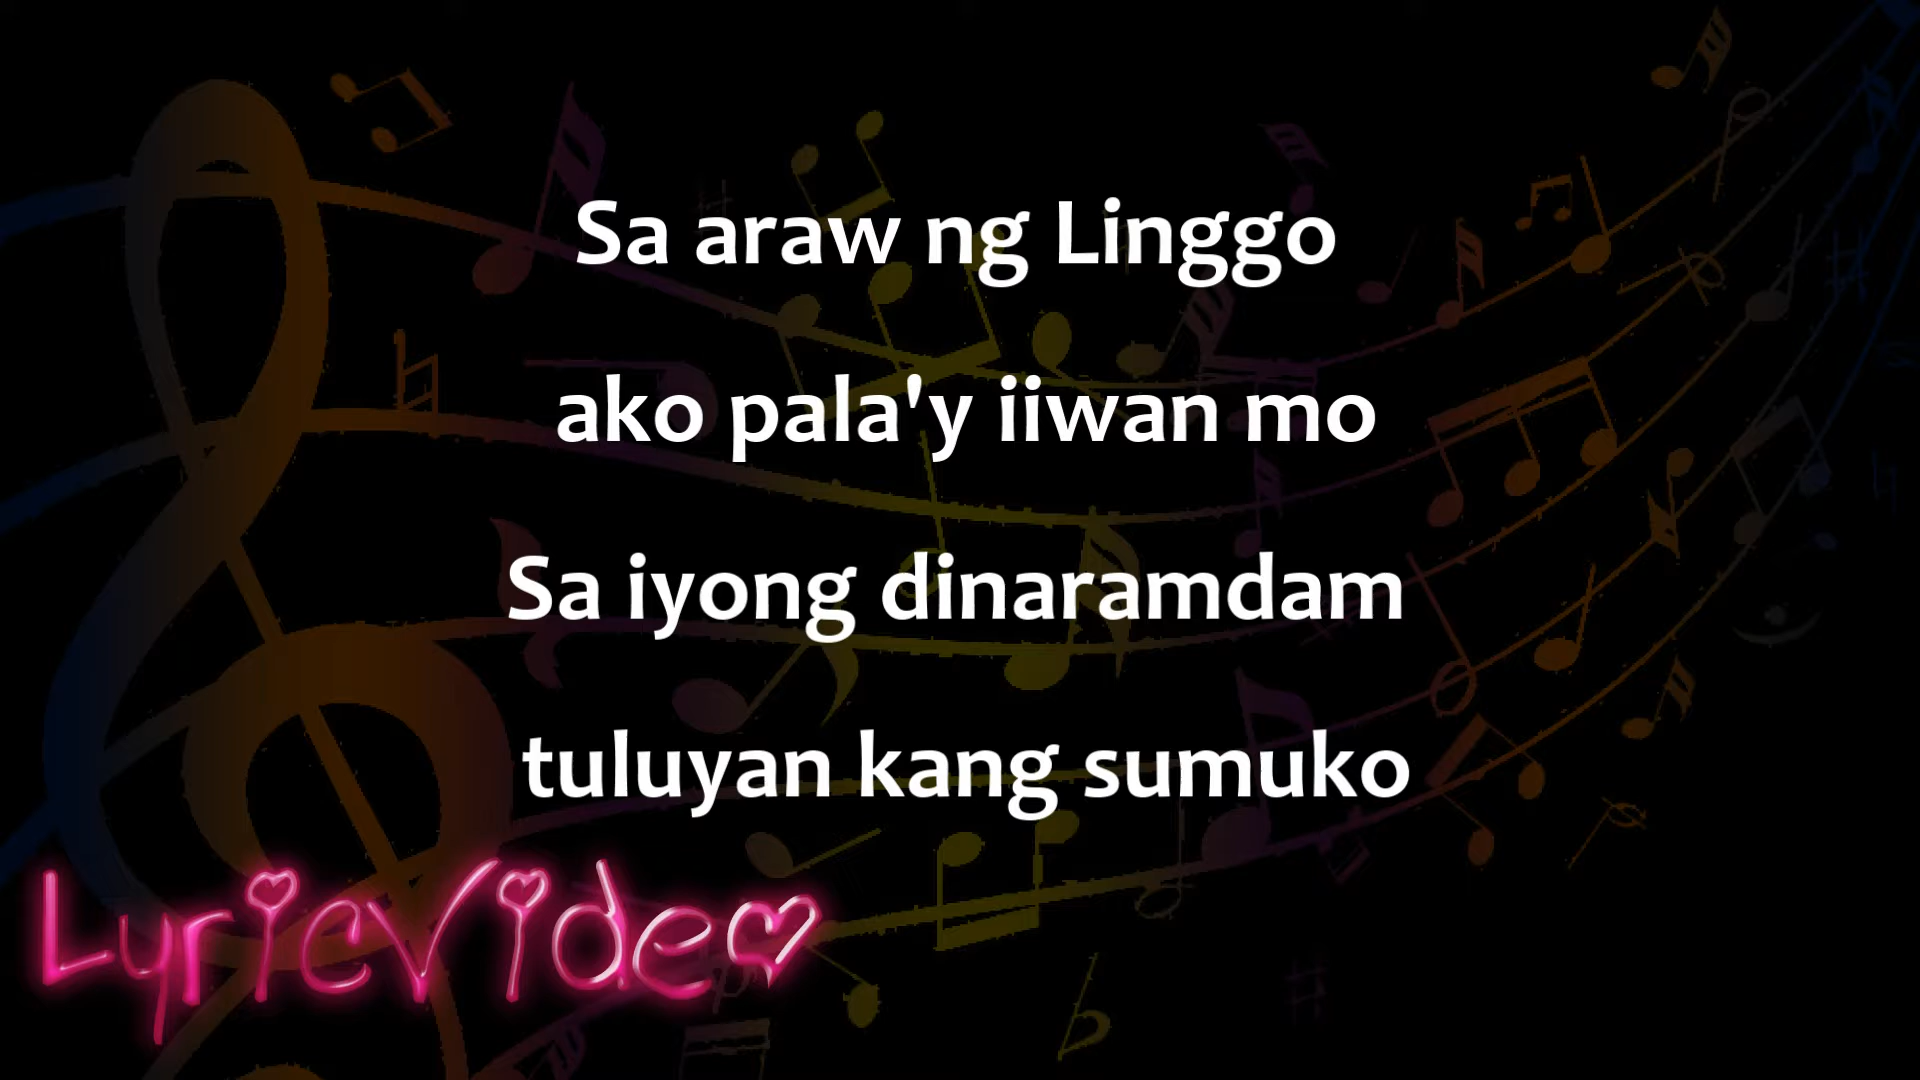 Sa araw ng Linggo
ako pala'y iiwan mo
Sa iyong dinaramdam
tuluyan kang sumuko
LyricVideo